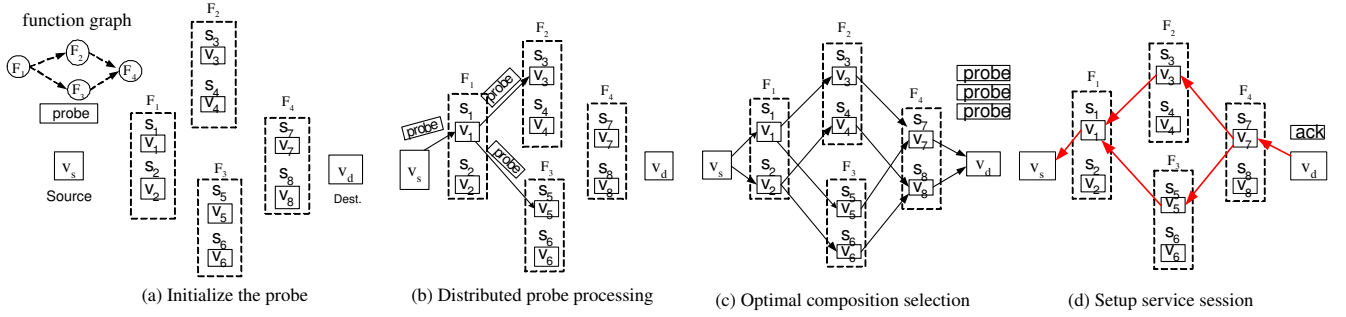 function graph
F1
F2
F3
F4
probe
vs
Source
F1
s1
v1
s2
v2
F2
s3
v3
s4
v4
F3
s5
v5
s6
v6
F4
s7
v7
s8
v8
vd
Dest.
(a) Initialize the probe
vs
probe
F1
s1
v1
s2
v2
probe
probe
F2
s3
v3
s4
v4
F3
s5
v5
s6
v6
F4
s7
v7
s8
v8
vd
(b) Distributed probe processing
vs
F1
s1
v1
s2
v2
F2
s3
v3
s4
v4
F3
s5
v5
s6
v6
F4
s7
v7
s8
v8
probe
probe
probe
vd
(c) Optimal composition selection
vs
F1
s1
v1
s2
v2
F2
s3
v3
s4
v4
F3
s5
v5
s6
v6
F4
s7
v7
s8
v8
ack
vd
(d) Setup service session